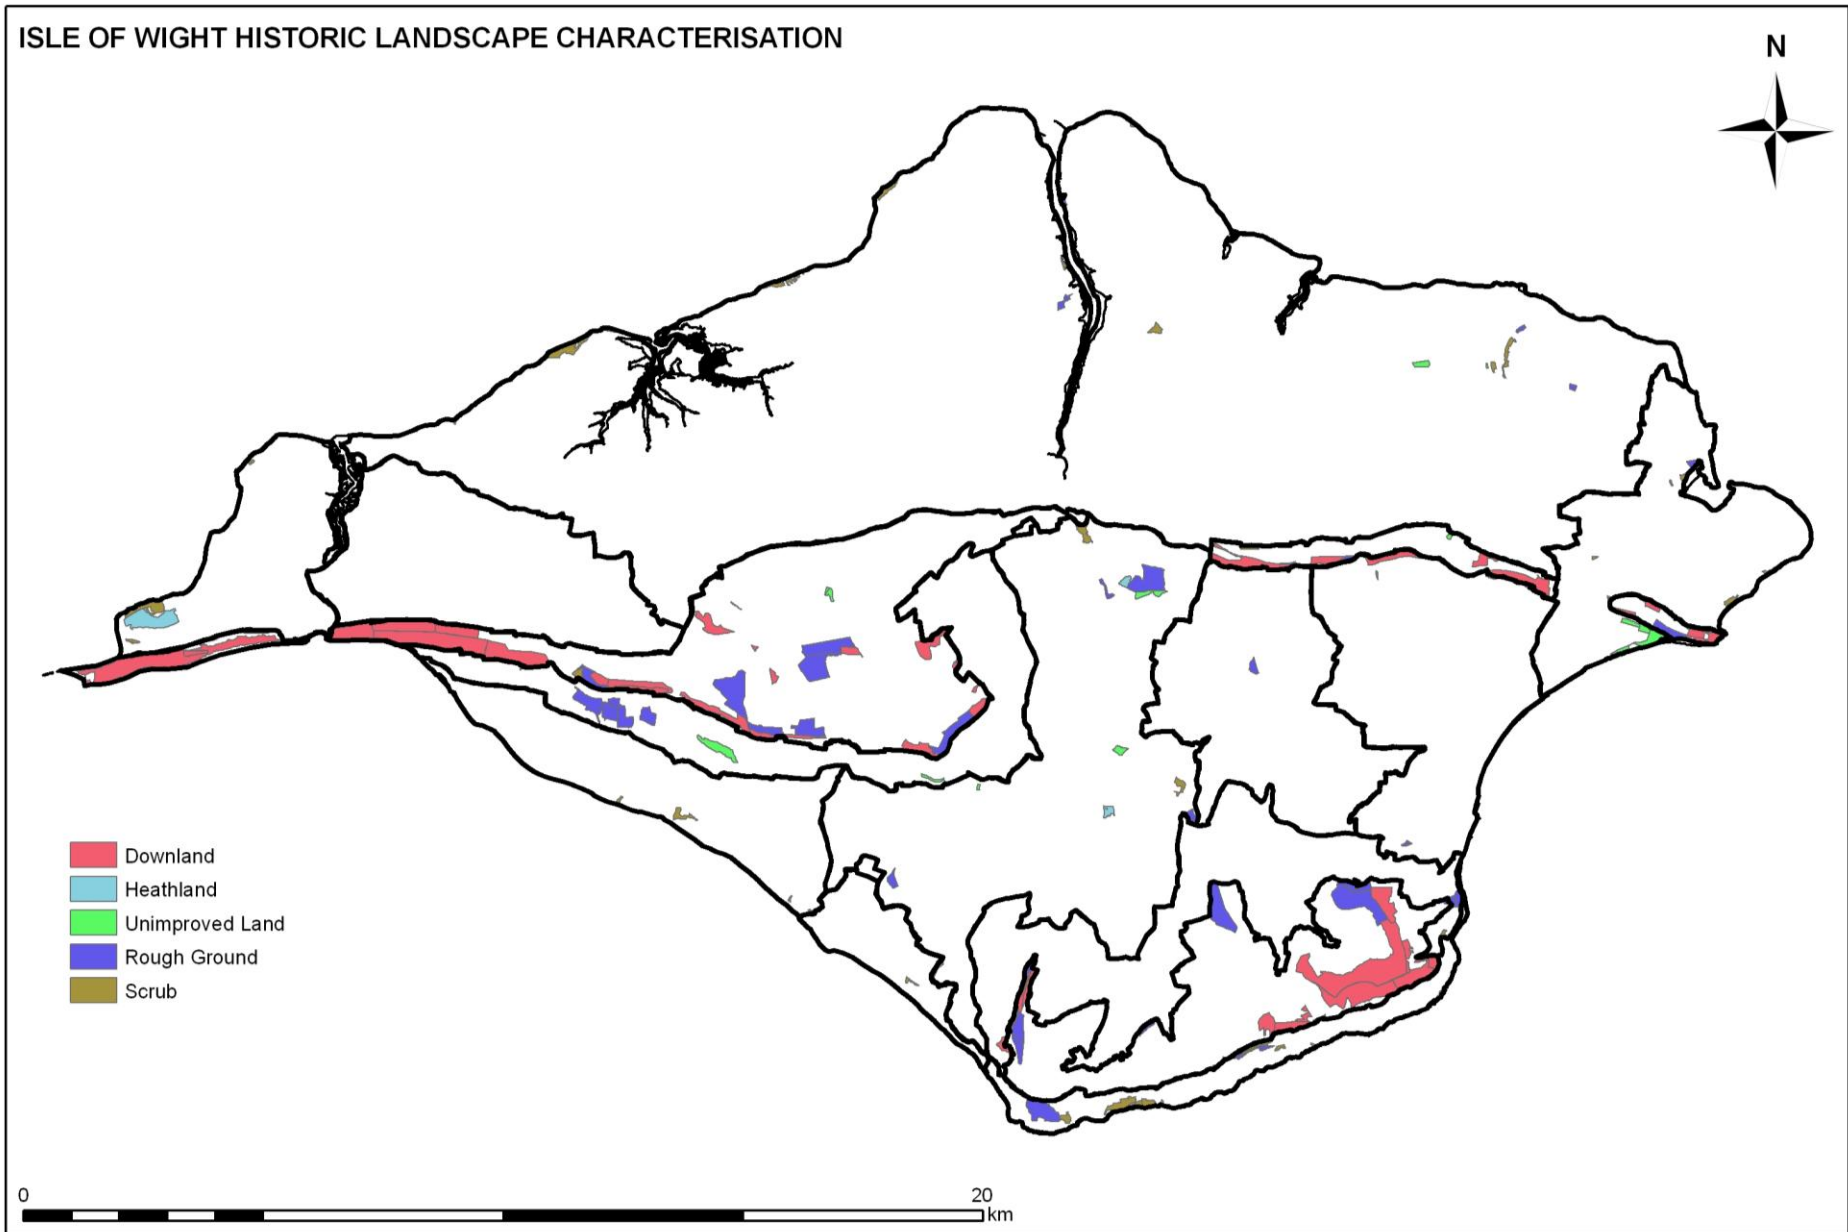 ISLE OF WIGHT HISTORIC LANDSCAPE CHARACTERISATION
N
Downland
Heathland
Unimproved Land
Rough Ground
Scrub
0
20
km